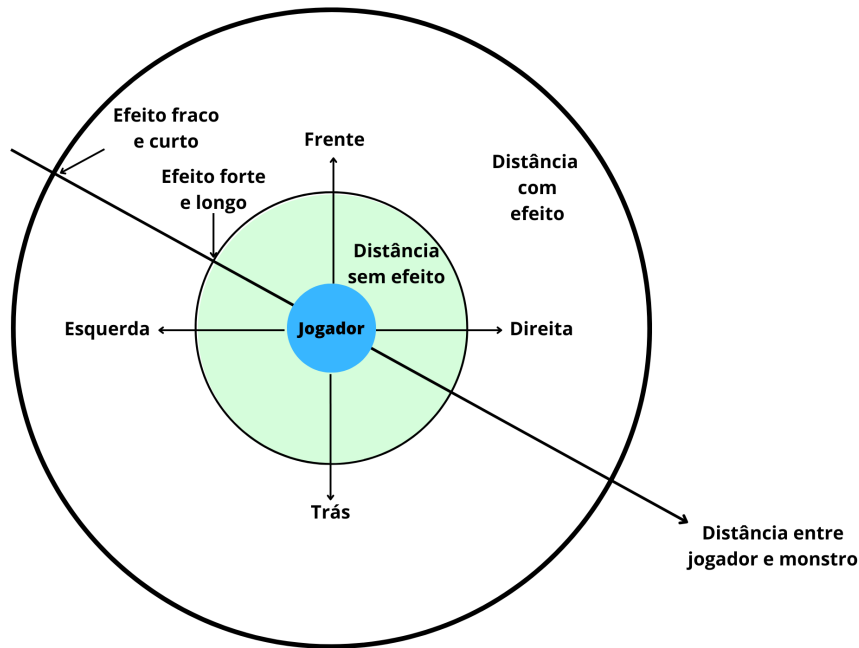 Efeito fraco
e curto
Frente
Efeito forte
e longo
Distância
com
efeito
Distância
sem efeito
Esquerda
Jogador
Direita
Trás
Distância entre
jogador e monstro